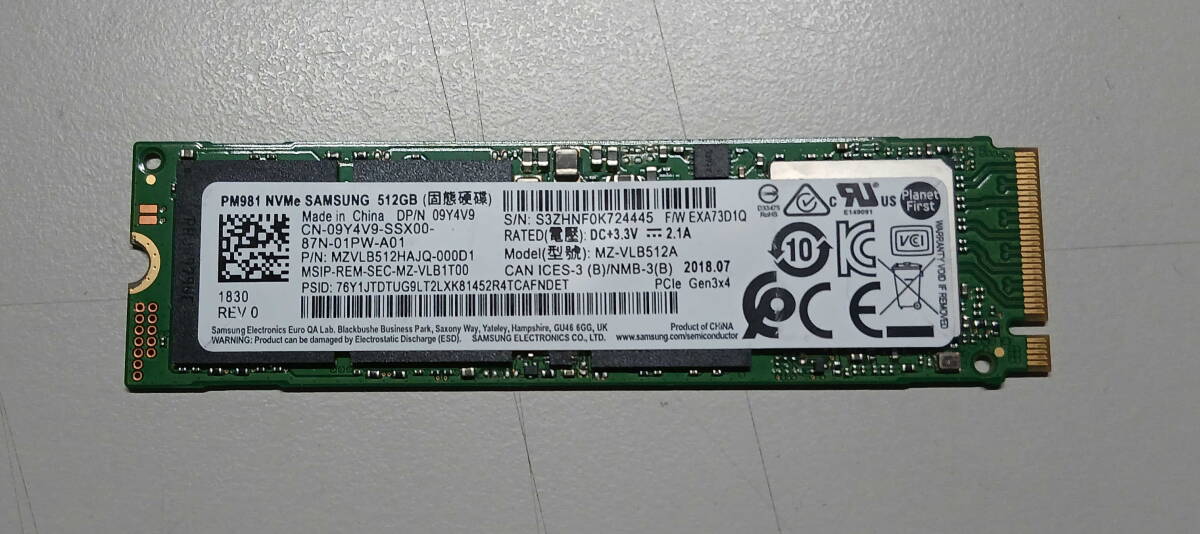 PM981 NVMe SAMSUNG 512GB (固態硬碟)
Made in China DP/N 09Y4V9
CN-09Y4V9-SSX00-
87N-01PW-A01
P/N: MZVLB512HAJQ-000D1
MSIP-REM-SEC-MZ-VLB1T00
PSID: 76Y1JTDTUG9LT2LXK81452R4TCAFNDET
1830
REV 0
S/N: S3ZHNF0K724445 F/W EXA73D1Q
RATED(電壓): DC+3.3V 2.1A
Model(型號): MZ-VLB512A
CAN ICES-3 (B)/NMB-3(B) 2018.07
PCIe Gen3x4
Samsung Electronics Euro QA Lab. Blackbushe Business Park, Saxony Way, Yateley, Hampshire, GU46 6GG, UK
WARNING: Product can be damaged by Electrostatic Discharge (ESD). SAMSUNG ELECTRONICS CO., LTD.
Product of CHINA
www.samsung.com/semiconductor
D33475
RoHS
C RU US
E149091
Planet
First
10
VCI
CE
WARRANTY VOID IF REMOVED